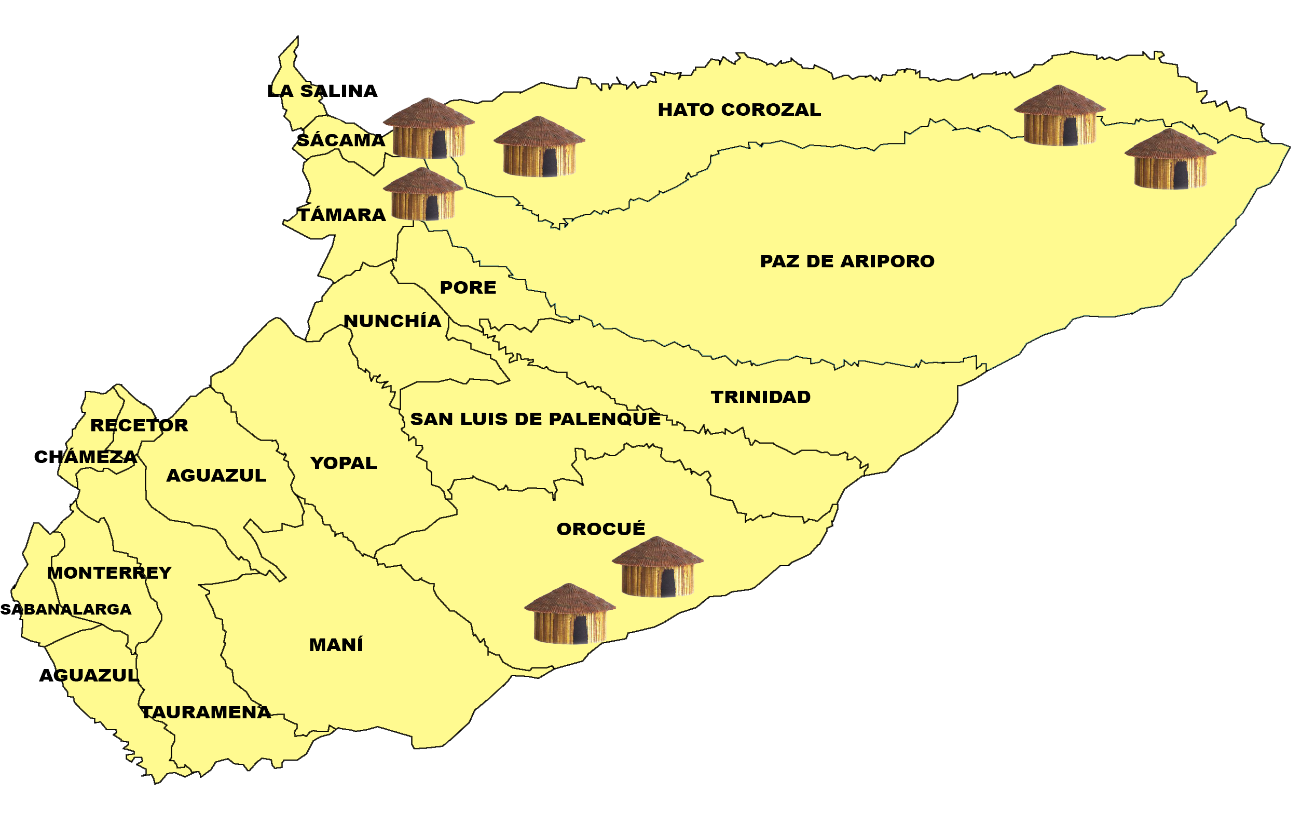 LA SALINA
HATO COROZAL
SÁCAMA
TÁMARA
PAZ DE ARIPORO
PORE
NUNCHÍA
TRINIDAD
SAN LUIS DE PALENQUE
RECETOR
CHÁMEZA
YOPAL
AGUAZUL
OROCUÉ
MONTERREY
SABANALARGA
MANÍ
AGUAZUL
TAURAMENA